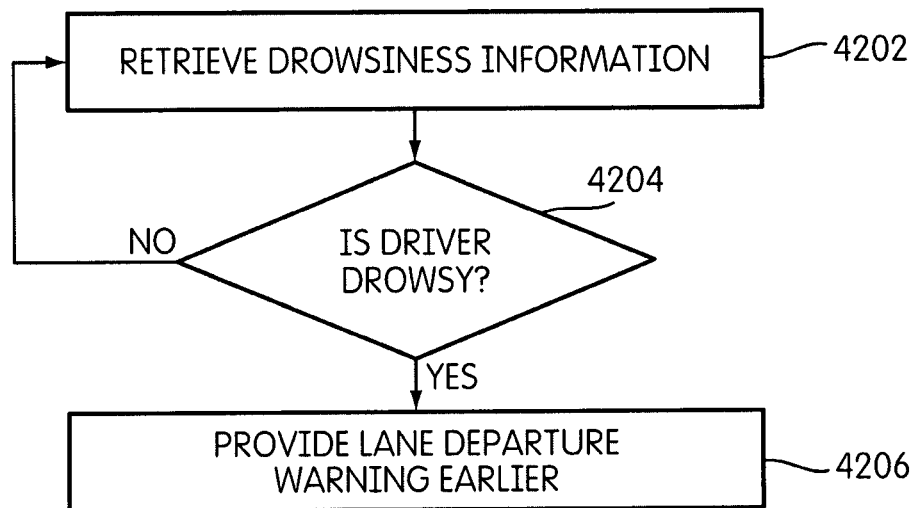 RETRIEVE DROWSINESS INFORMATION
4202
4204
IS DRIVER
DROWSY?
NO
YES
PROVIDE LANE DEPARTURE
WARNING EARLIER
4206